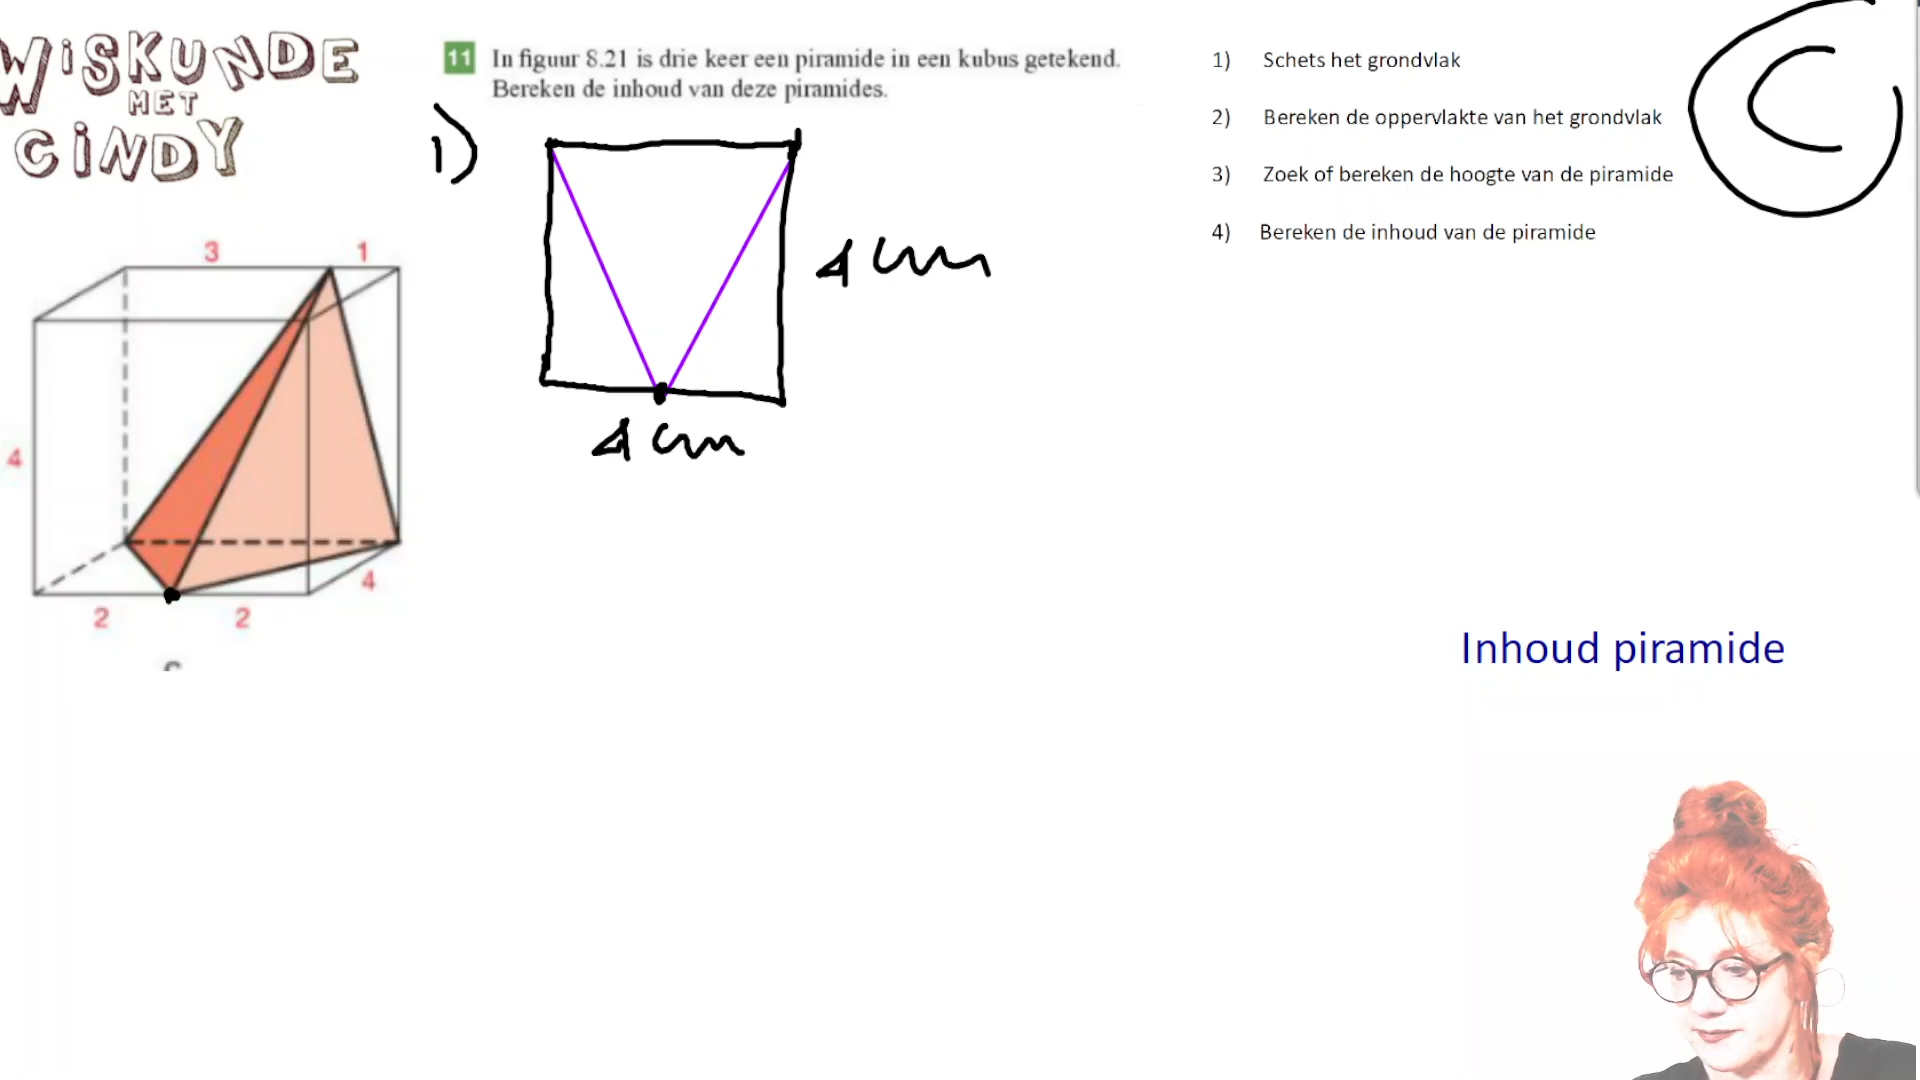 WiSKUNDE
MET
CiNDY
11 In figuur 8.21 is drie keer een piramide in een kubus getekend.
Bereken de inhoud van deze piramides.
1)
4 cm
4 cm
3
1
4
4
2
2
1) Schets het grondvlak
2) Bereken de oppervlakte van het grondvlak
3) Zoek of bereken de hoogte van de piramide
4) Bereken de inhoud van de piramide
C
Inhoud piramide